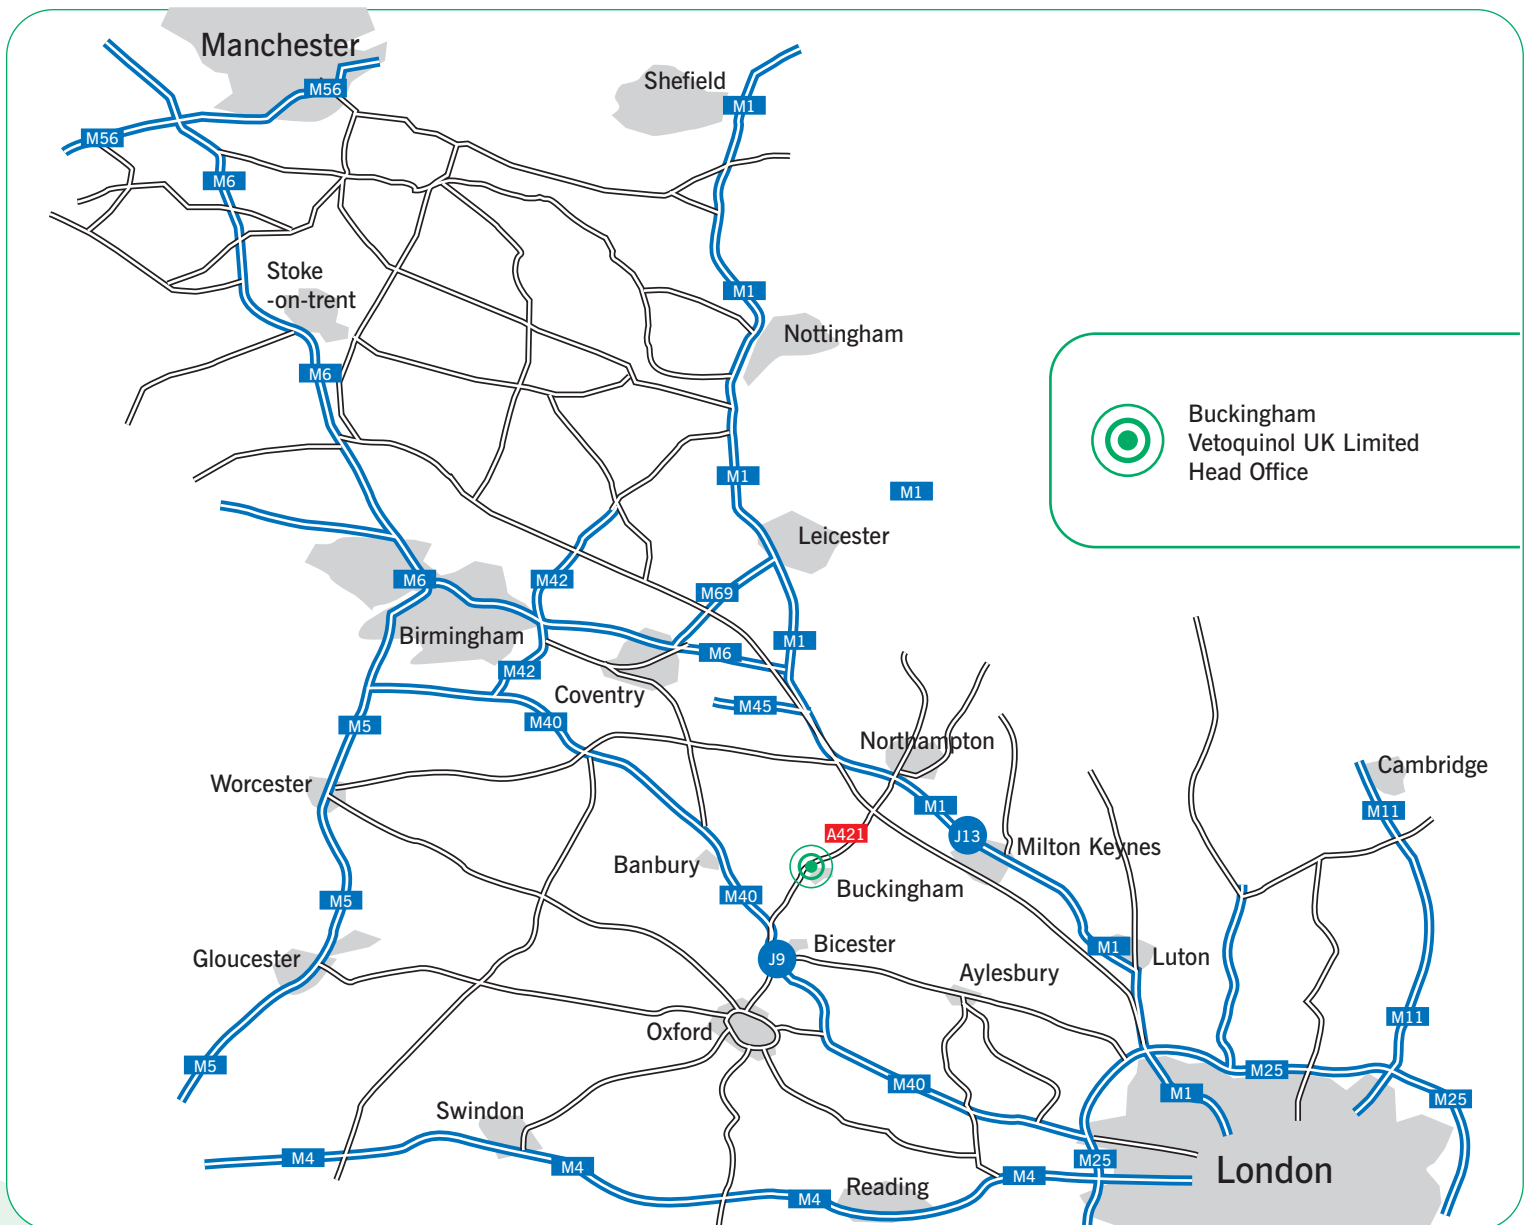 Manchester
M56
Shefield
M1
M56
M6
Stoke
-on-trent
M1
Nottingham
M6
Buckingham
Vetoquinol UK Limited
Head Office
M1
M1
Leicester
M6
M42
M69
Birmingham
M1
M6
M42
Coventry
M45
M40
M5
Northampton
Worcester
Cambridge
M1
M11
A421
J13
Milton Keynes
Banbury
Buckingham
M40
M5
Bicester
M1
Luton
Gloucester
J9
Aylesbury
Oxford
M11
M5
M25
M40
M1
M25
Swindon
M4
M4
M25
London
M4
Reading
M4